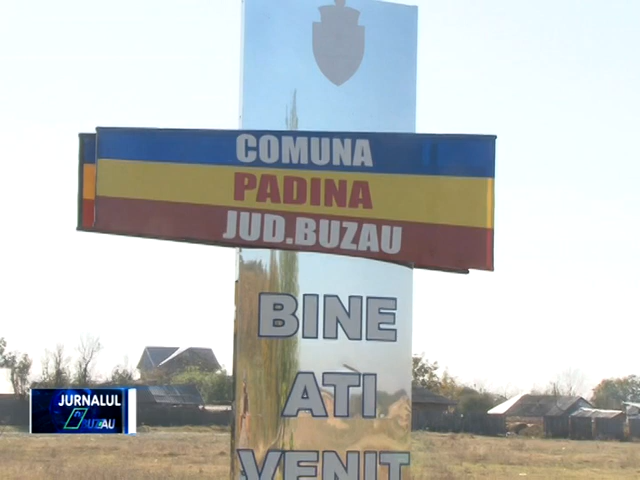 COMUNA
PADINA
JUD.BUZAU
BINE
ATI
VENIT
JURNALUL
BUZAU